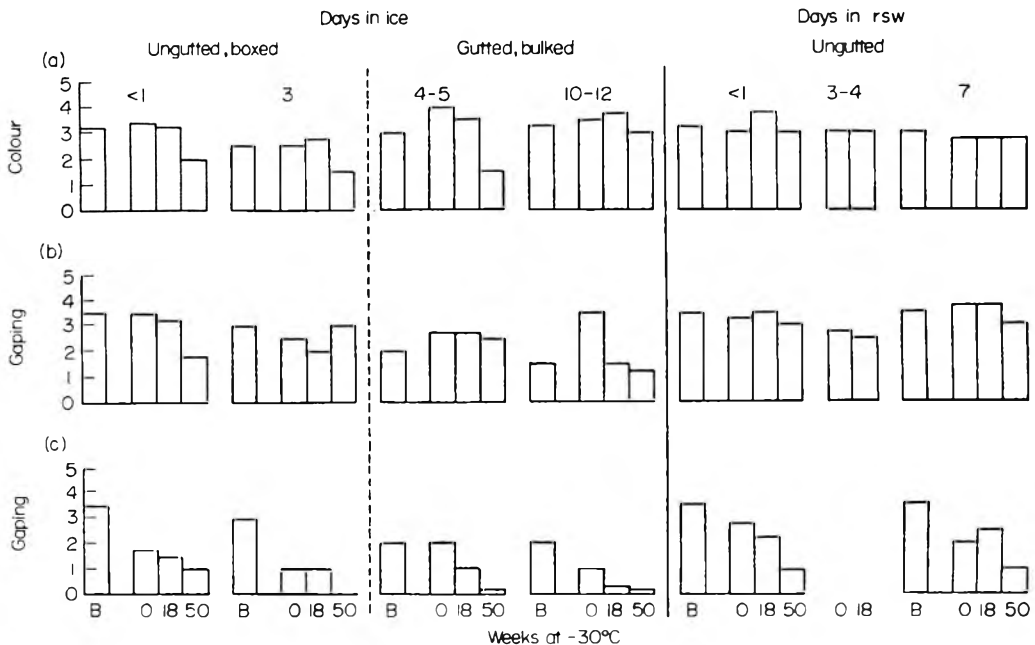 Days in ice
Days in rsw
Ungutted, boxed
Gutted, bulked
Ungutted
(a)
<1
3
4-5
10-12
<1
3-4
7
Colour
5
4
3
2
1
0
(b)
Gaping
5
4
3
2
1
0
(c)
Gaping
5
4
3
2
1
0
B 0 18 50 B 0 18 50 B 0 18 50 B 0 18 50 B 0 18 50 0 18 B 0 18 50
Weeks at -30°C